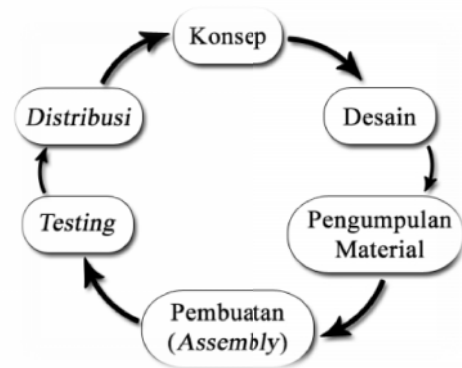 Konsep
Desain
Pengumpulan
Material
Pembuatan
(Assembly)
Testing
Distribusi